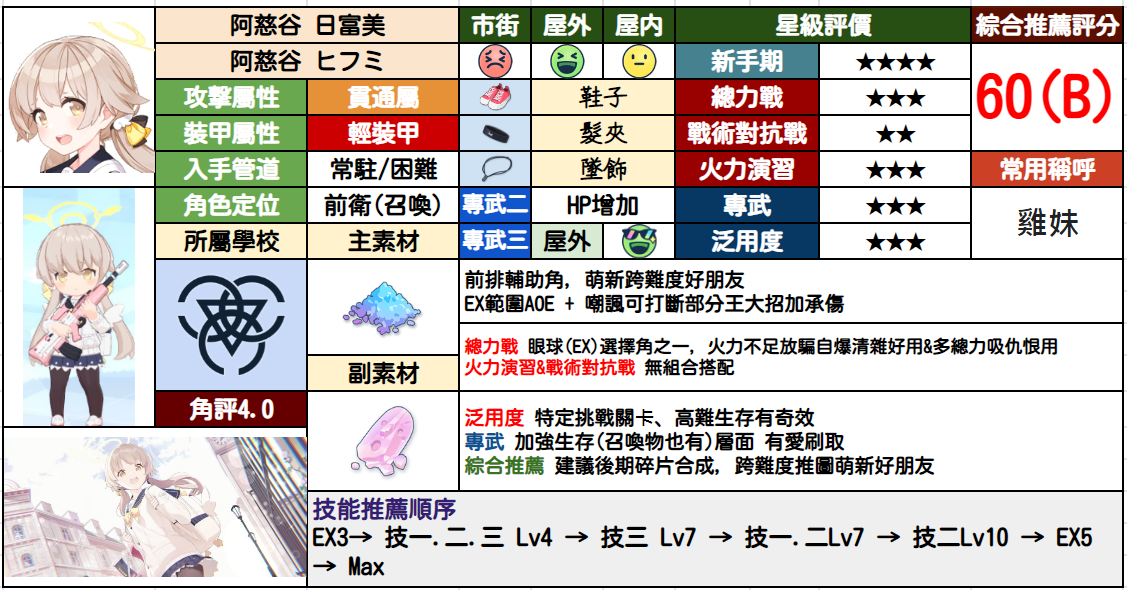 阿慈谷 日富美
市街
屋外
屋内
星級評價
綜合推薦評分
阿慈谷 ヒフミ
新手期
★★★★
60(B)
攻擊屬性
貫通屬
鞋子
總力戰
★★★
裝甲屬性
輕裝甲
髮夾
戰術對抗戰
★★
入手管道
常駐/困難
墜飾
火力演習
★★★
常用稱呼
角色定位
前衛(召喚)
專武二
HP增加
專武
★★★
雞妹
所屬學校
主素材
專武三
屋外
泛用度
★★★
前排輔助角, 萌新跨難度好朋友
EX範圍AOE + 嘲諷可打斷部分王大招加承傷
總力戰 眼球(EX)選擇角之一, 火力不足放騙自爆清雜好用&多總力吸仇恨用
火力演習&戰術對抗戰 無組合搭配
副素材
角評4.0
泛用度 特定挑戰關卡、高難生存有奇效
專武 加強生存(召喚物也有)層面 有愛刷取
綜合推薦 建議後期碎片合成, 跨難度推圖萌新好朋友
技能推薦順序
EX3→ 技一.二.三 Lv4 → 技三 Lv7 → 技一.二Lv7 → 技二Lv10 → EX5
→ Max